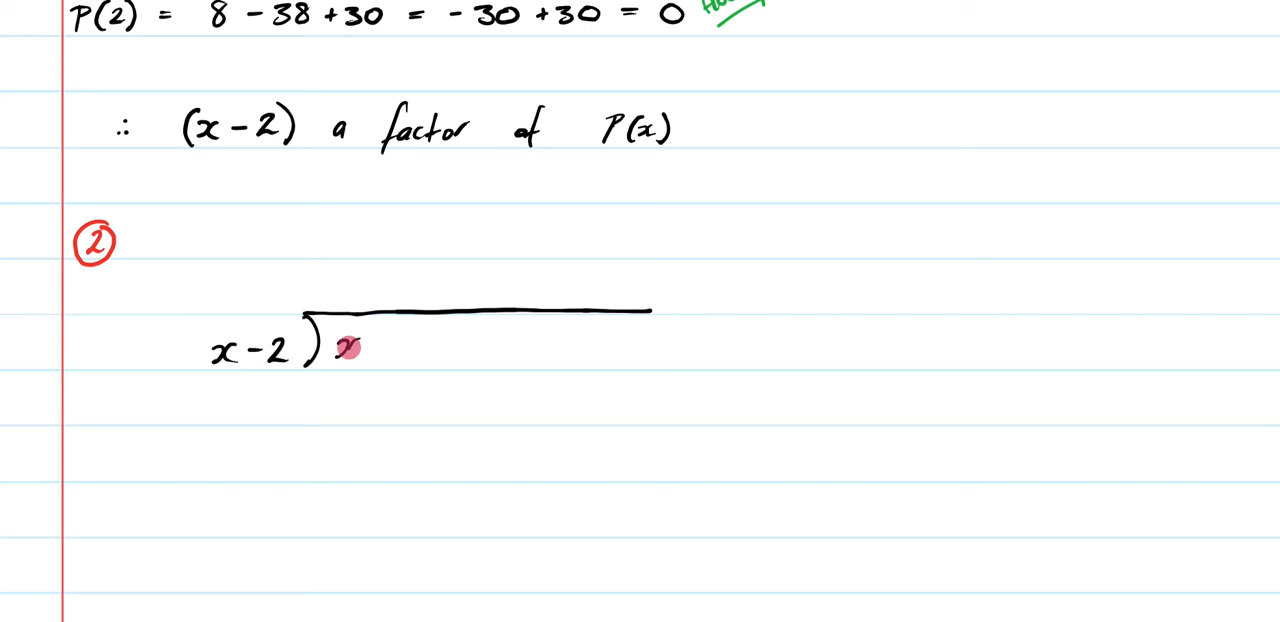 P(2) = 8 - 38 + 30 = - 30 + 30 = 0
∴ (x - 2) a factor of P(x)
2
x - 2 ) x